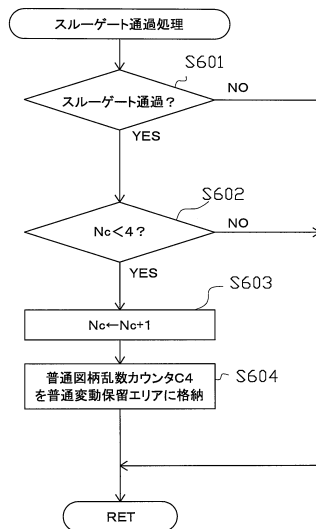 スルーゲート通過処理
S601
スルーゲート通過？
NO
YES
S602
Nc＜4？
NO
YES
S603
Nc←Nc+1
S604
普通図柄乱数カウンタC4
を普通変動保留エリアに格納
RET